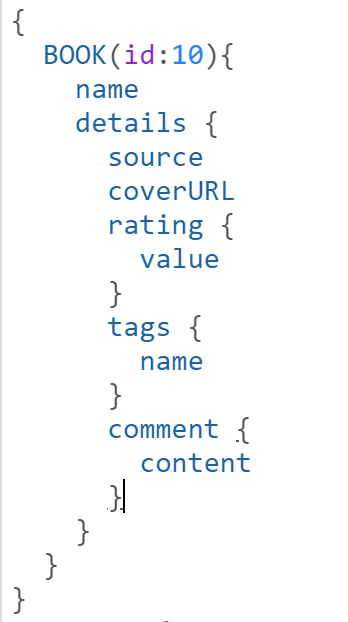 {
  BOOK(id:10){
    name
    details {
      source
      coverURL
      rating {
        value
      }
      tags {
        name
      }
      comment {
        content
      }
    }
  }
}